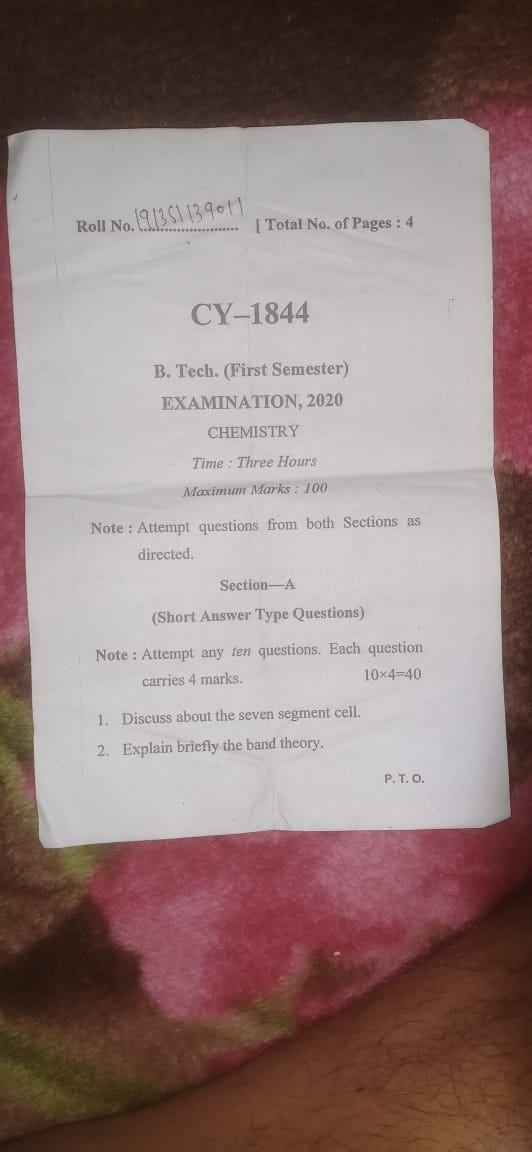 Roll No. 191351139011 [ Total No. of Pages : 4
CY–1844
B. Tech. (First Semester)
EXAMINATION, 2020
CHEMISTRY
Time : Three Hours
Maximum Marks : 100
Note : Attempt questions from both Sections as
directed.
Section—A
(Short Answer Type Questions)
Note : Attempt any ten questions. Each question
carries 4 marks. 10×4=40
1. Discuss about the seven segment cell.
2. Explain briefly the band theory.
P. T. O.